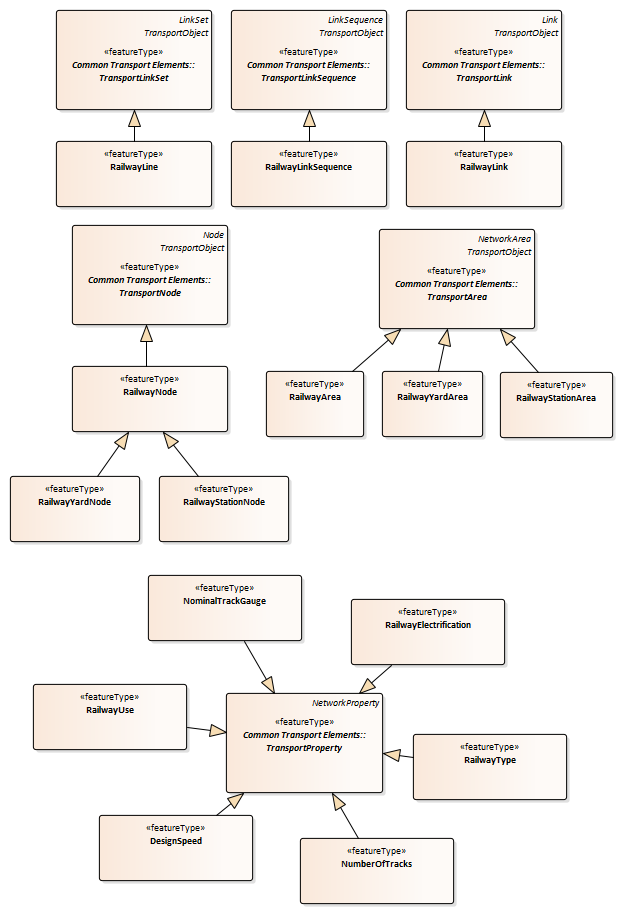 LinkSet
TransportObject
«featureType»
Common Transport Elements::
TransportLinkSet
LinkSequence
TransportObject
«featureType»
Common Transport Elements::
TransportLinkSequence
Link
TransportObject
«featureType»
Common Transport Elements::
TransportLink
«featureType»
RailwayLine
«featureType»
RailwayLinkSequence
«featureType»
RailwayLink
Node
TransportObject
«featureType»
Common Transport Elements::
TransportNode
NetworkArea
TransportObject
«featureType»
Common Transport Elements::
TransportArea
«featureType»
RailwayNode
«featureType»
RailwayArea
«featureType»
RailwayYardArea
«featureType»
RailwayStationArea
«featureType»
RailwayYardNode
«featureType»
RailwayStationNode
«featureType»
NominalTrackGauge
«featureType»
RailwayElectrification
«featureType»
RailwayUse
NetworkProperty
«featureType»
Common Transport Elements::
TransportProperty
«featureType»
RailwayType
«featureType»
DesignSpeed
«featureType»
NumberOfTracks